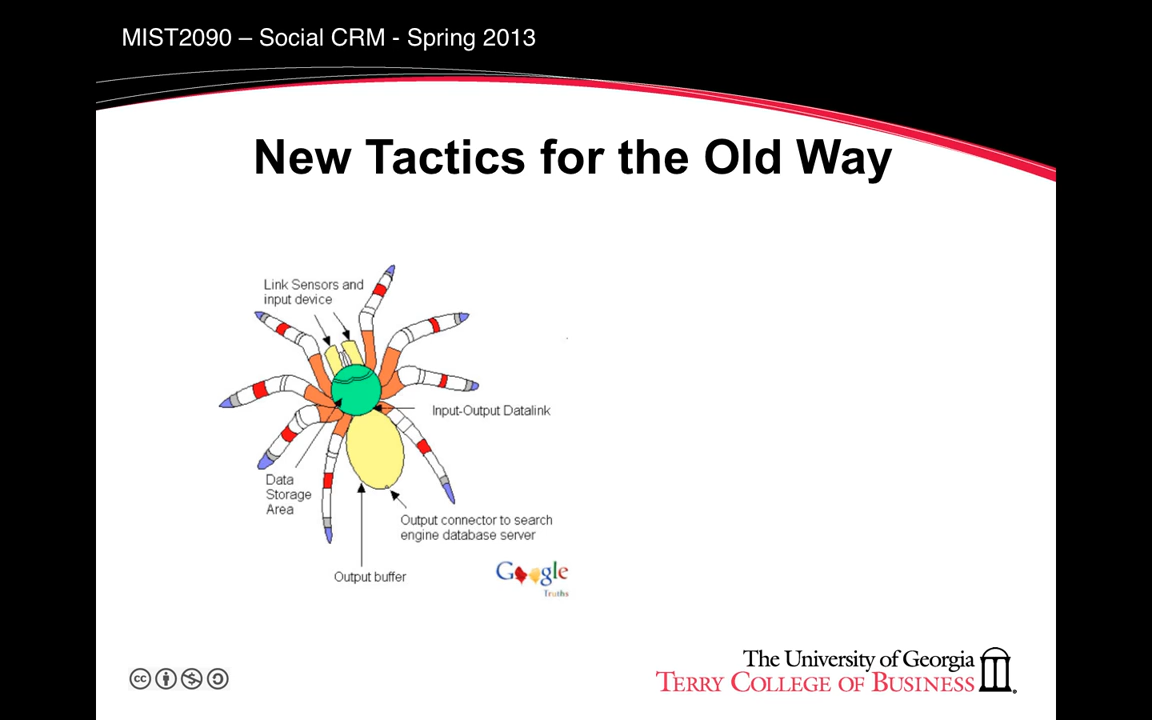 MIST2090 – Social CRM - Spring 2013
New Tactics for the Old Way
Link Sensors and
input device
Input-Output Datalink
Data
Storage
Area
Output connector to search
engine database server
Output buffer
Google
Truths
cc
The University of Georgia
TERRY COLLEGE OF BUSINESS